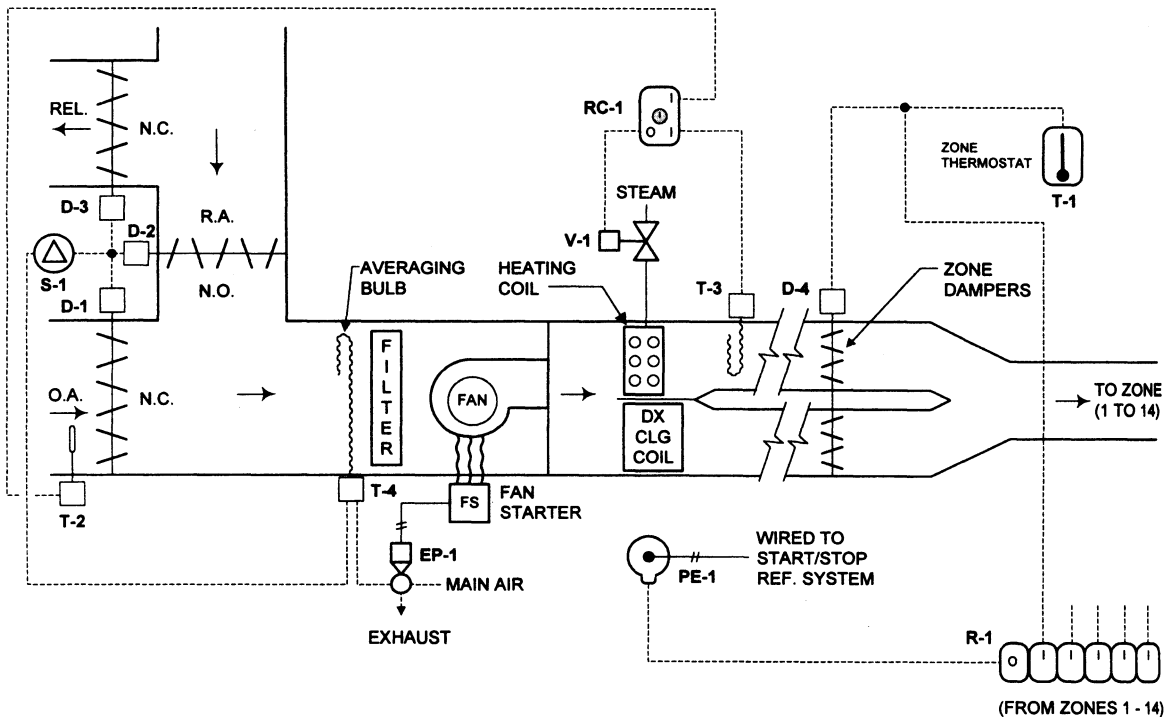 RC-1
I
O
I
REL.
N.C.
ZONE
THERMOSTAT
T-1
STEAM
D-3
R.A.
D-2
V-1
S-1
N.O.
D-1
AVERAGING
BULB
HEATING
COIL
T-3
D-4
ZONE
DAMPERS
O.A.
N.C.
FILTER
FAN
DX
CLG
COIL
TO ZONE
(1 TO 14)
T-2
T-4
FS
FAN
STARTER
EP-1
MAIN AIR
EXHAUST
PE-1
WIRED TO
START/STOP
REF. SYSTEM
R-1
O
I
I
I
I
I
(FROM ZONES 1 - 14)